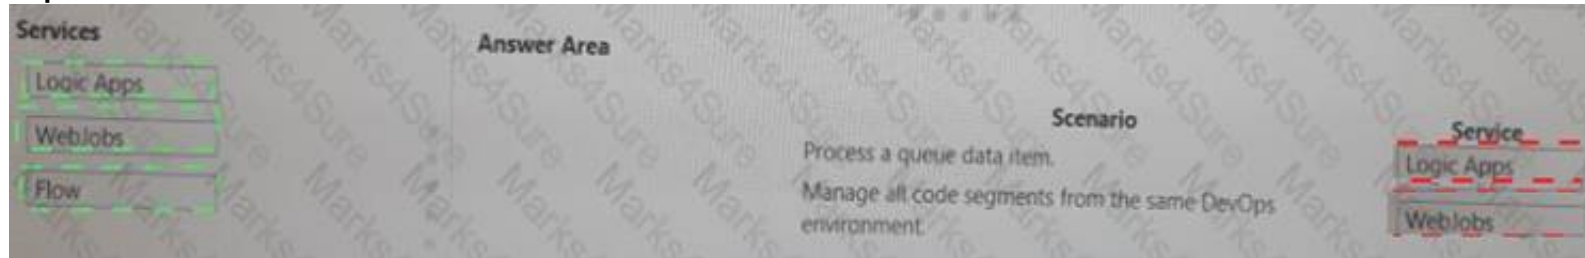 Services
Answer Area
Logic Apps
WebJobs
Flow
Scenario
Service
Process a queue data item.
Logic Apps
Manage all code segments from the same DevOps
environment.
WebJobs
Marks4Sure